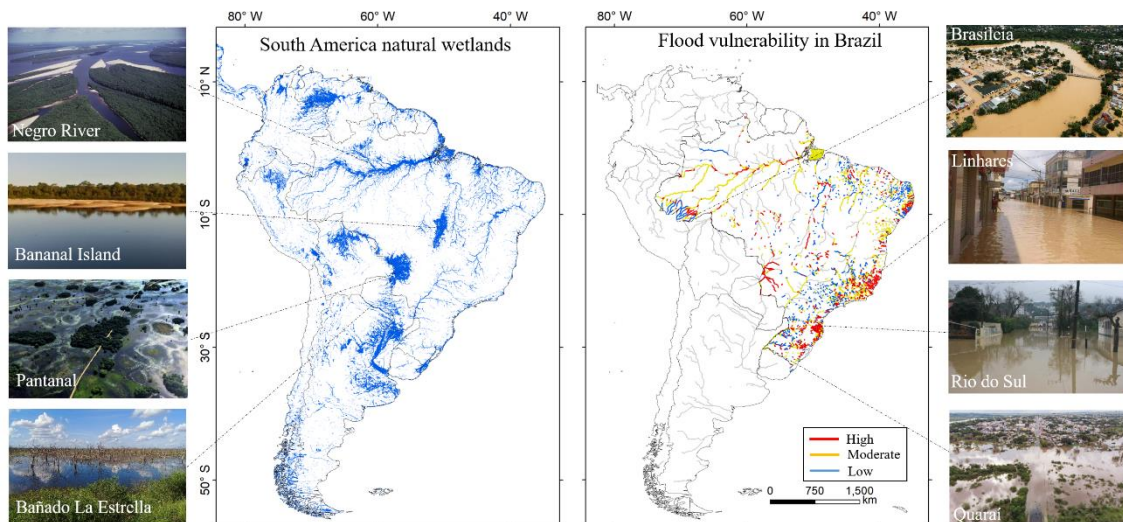 80° W 60° W 40° W
80° W 60° W 40° W
South America natural wetlands
Flood vulnerability in Brazil
Brasiléia
Negro River
Linhares
Bananal Island
Pantanal
Rio do Sul
Bañado La Estrella
Quaraí
10° N
10° S
30° S
50° S
High
Moderate
Low
0 750 1,500
km